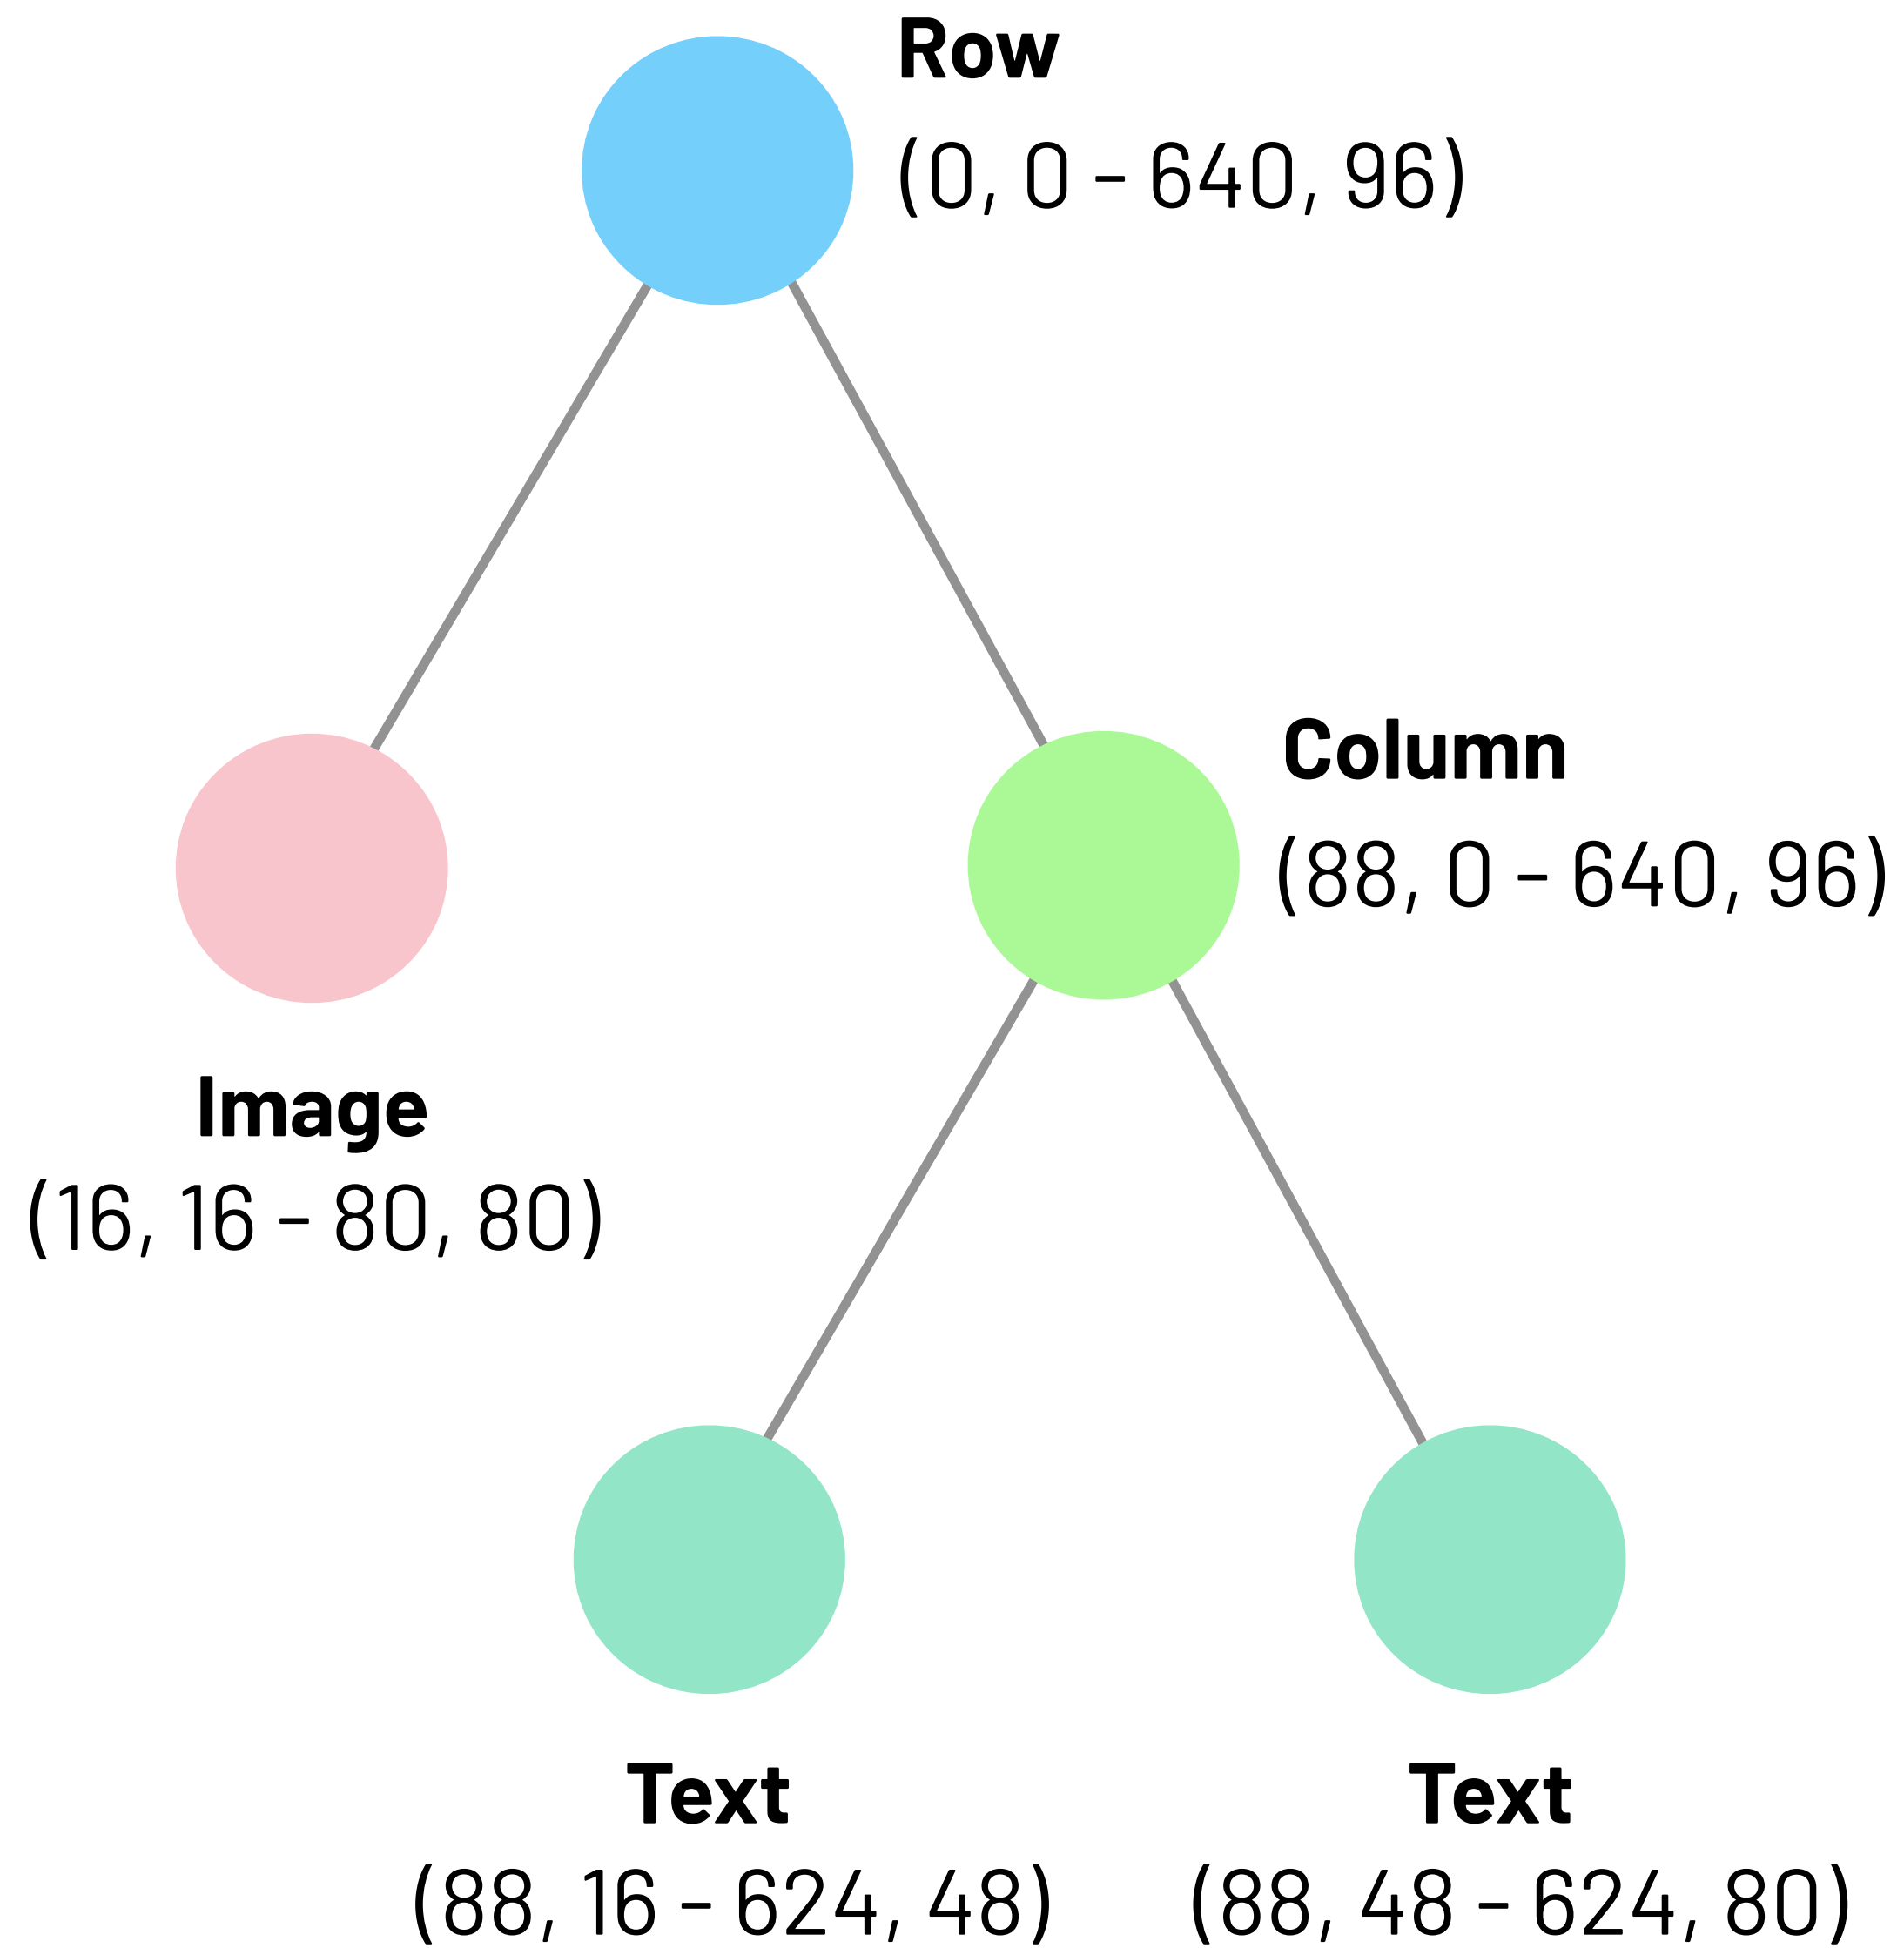 Row
(0, 0 – 640, 96)
Column
(88, 0 – 640, 96)
Image
(16, 16 – 80, 80)
Text
(88, 16 – 624, 48)
Text
(88, 48 – 624, 80)